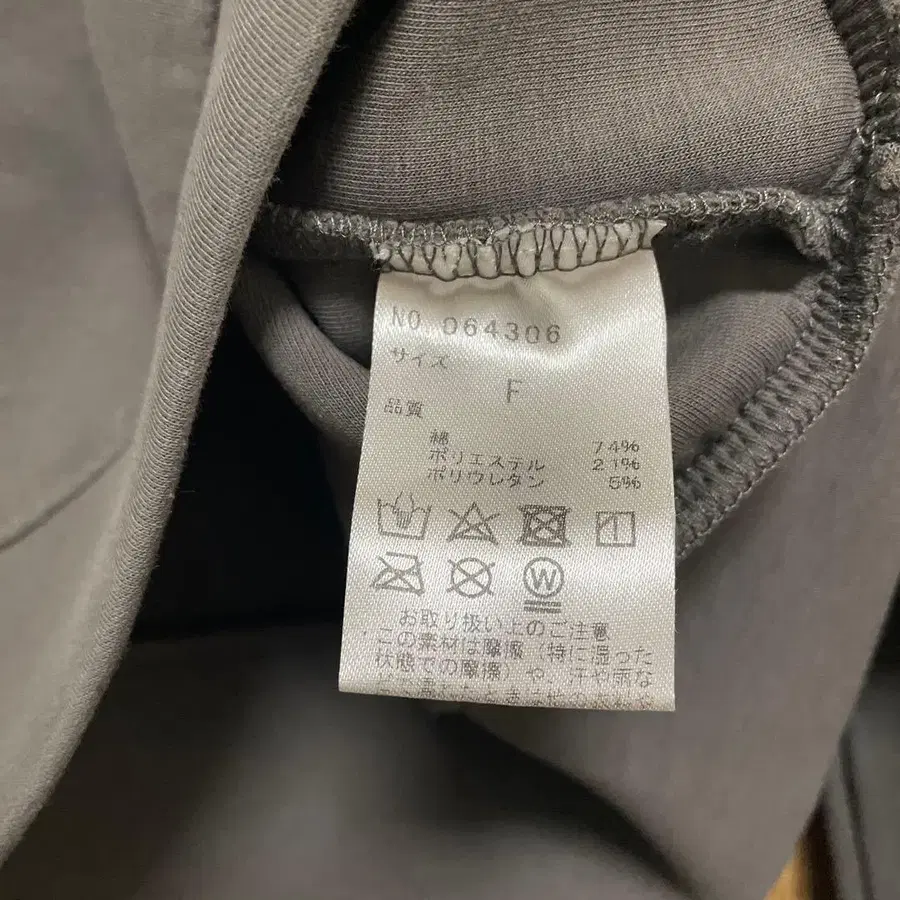 NO 064306
サイズ
F
品質
綿 74%
ポリエステル 21%
ポリウレタン 5%
W
お取り扱い上のご注意
・この素材は摩擦（特に湿った
状態での摩擦）や、汗や雨な